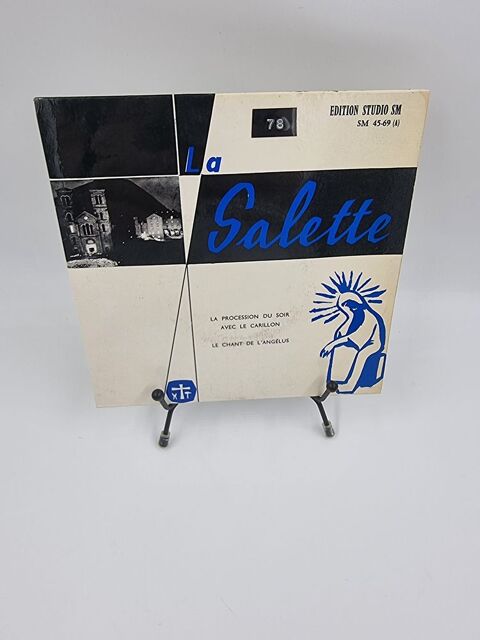 EDITION STUDIO SM
SM 45-69 (A)
78
La
Salette
LA PROCESSION DU SOIR
AVEC LE CARILLON
LE CHANT DE L'ANGÉLUS
X T